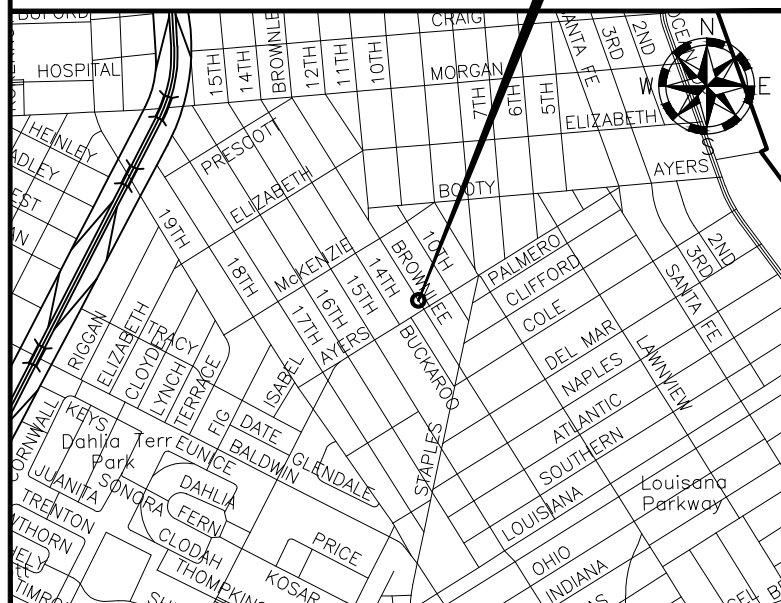 BUFORD
CRAIG
BROWNLEE
HOSPITAL
15TH
14TH
12TH
11TH
10TH
MORGAN
7TH
6TH
5TH
SANTA FE
3RD
2ND
OCEAN
N
W
E
S
HEINLEY
PRESCOTT
ELIZABETH
ELIZABETH
AYERS
BOOTY
19TH
18TH
McKENZIE
17TH
16TH
15TH
14TH
BROWNLEE
10TH
PALMERO
CLIFFORD
COLE
SANTA FE
3RD
2ND
RIGGAN
ELIZABETH
CLOYDE
TRACY
LYNCH
TERRACE
FIG
ISABEL
AYERS
BUCKAROO
STAPLES
DEL MAR
NAPLES
LAWNVIEW
ATLANTIC
SOUTHERN
LOUISIANA
Louisana
Parkway
CORNWALL
KEYS
Dahlia Terr
Park
JUANITA
DATE
EUNICE
BALDWIN
GLENDALE
SONORA
DAHLIA
TRENTON
FERN
CLODAH
PRICE
KOSAR
OHIO
INDIANA